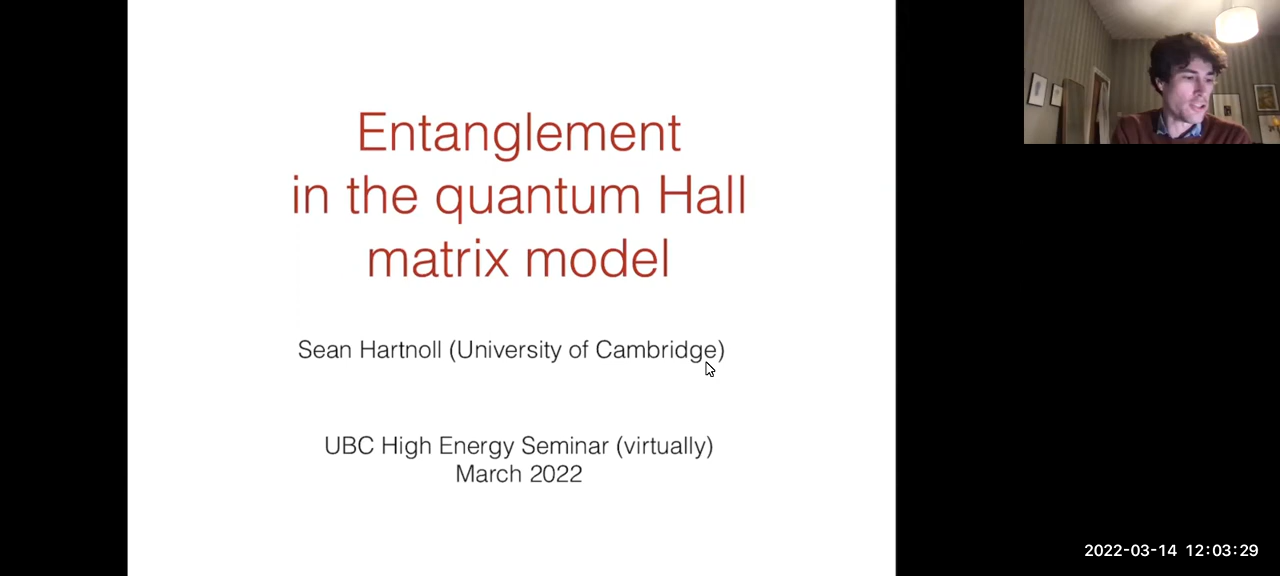 Entanglement
in the quantum Hall
matrix model
Sean Hartnoll (University of Cambridge)
UBC High Energy Seminar (virtually)
March 2022
2022-03-14 12:03:29